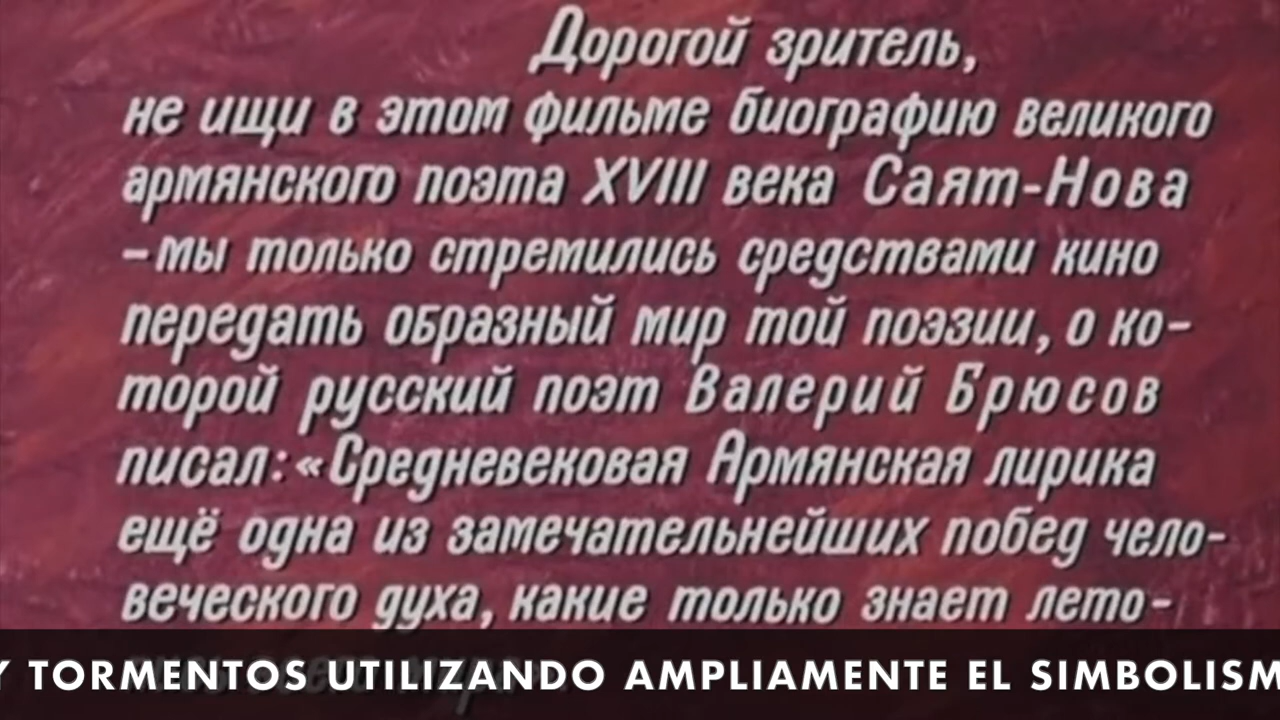 Дорогой зритель,
не ищи в этом фильме биографию великого
армянского поэта XVIII века Саят-Нова
–мы только стремились средствами кино
передать образный мир той поэзии, о ко–
торой русский поэт Валерий Брюсов
писал: «Средневековая Армянская лирика
ещё одна из замечательнейших побед чело–
веческого духа, какие только знает лето–
Y TORMENTOS UTILIZANDO AMPLIAMENTE EL SIMBOLISM